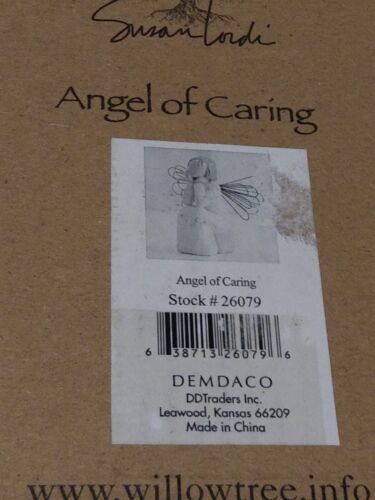 Susan Lordi
Angel of Caring
Angel of Caring
Stock # 26079
6 38713 26079 6
DEMDACO
DDTraders Inc.
Leawood, Kansas 66209
Made in China
www.willowtree.info